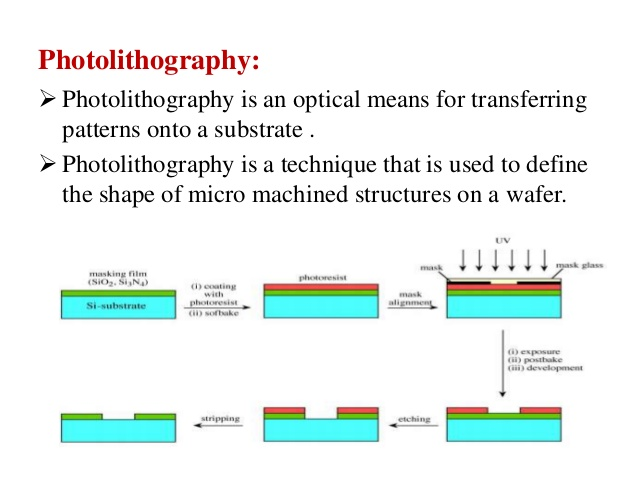 Photolithography:
➢ Photolithography is an optical means for transferring
patterns onto a substrate .
➢ Photolithography is a technique that is used to define
the shape of micro machined structures on a wafer.
masking film
(SiO₂, Si₃N₄)
Si-substrate
(i) coating
with
photoresist
(ii) sofbake
photoresist
mask
alignment
UV
mask
mask glass
(i) exposure
(ii) postbake
(iii) development
etching
stripping